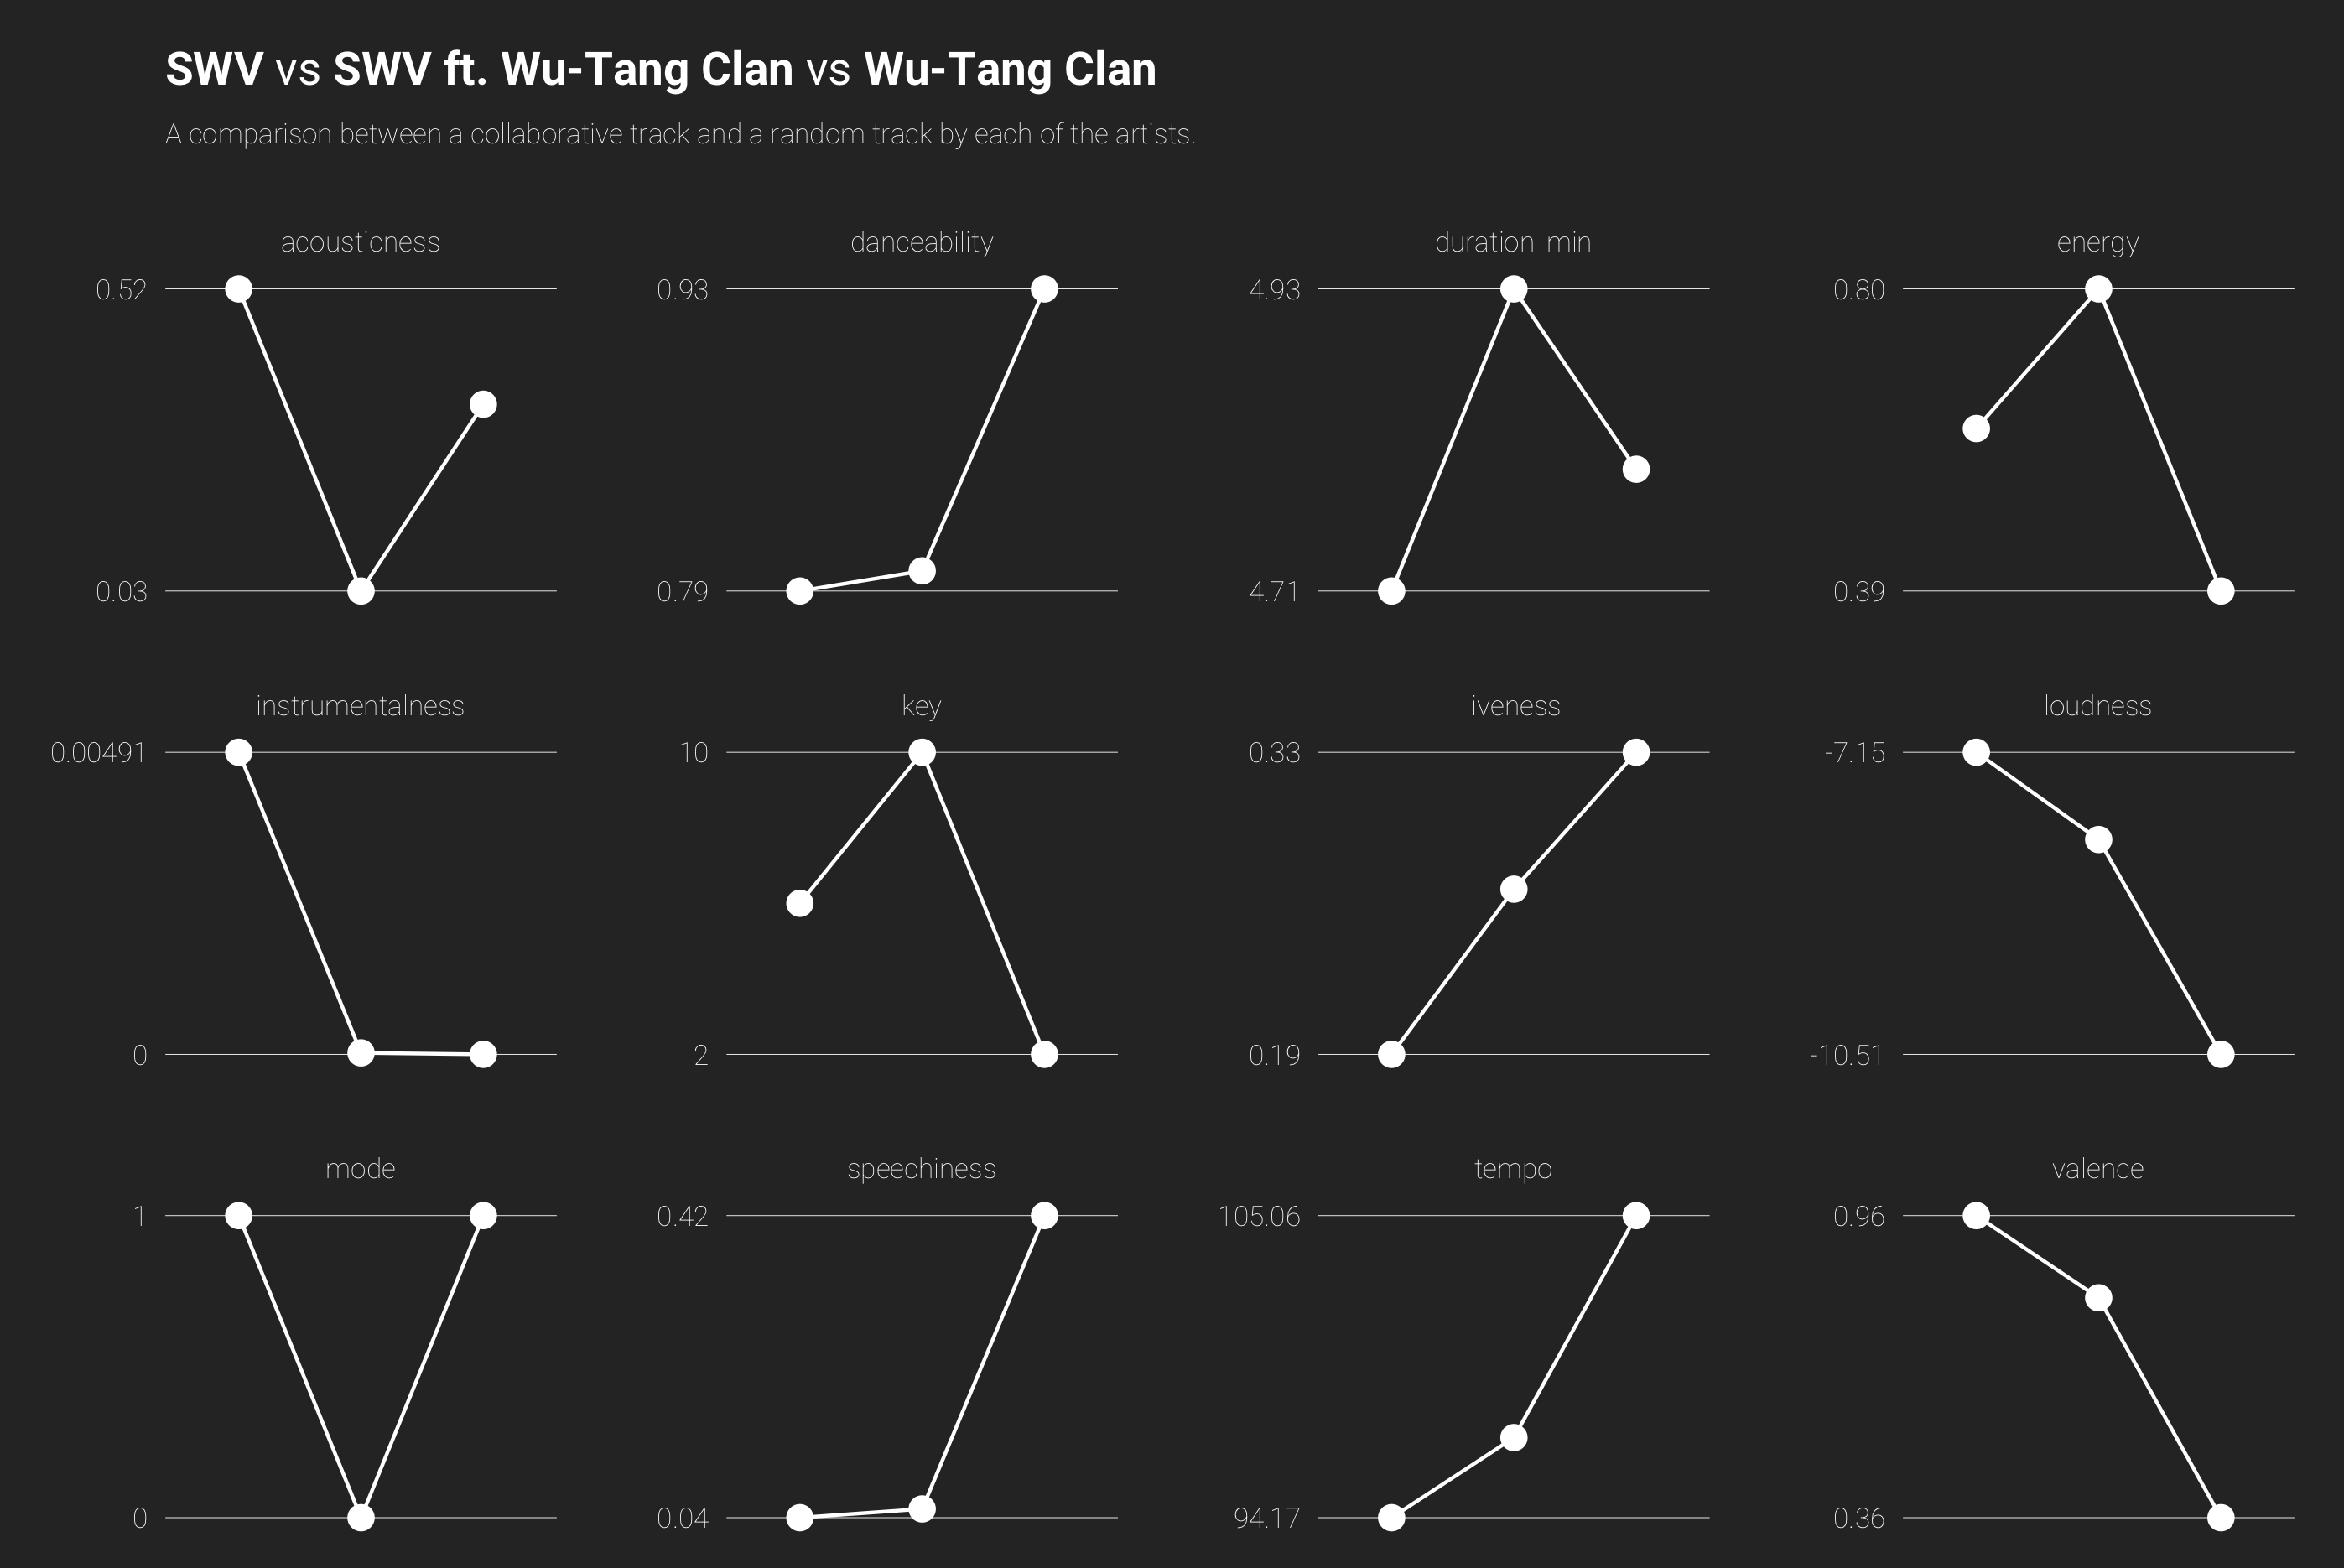 SWV vs SWV ft. Wu-Tang Clan vs Wu-Tang Clan
A comparison between a collaborative track and a random track by each of the artists.
acousticness
0.52
0.03
danceability
0.93
0.79
duration_min
4.93
4.71
energy
0.80
0.39
instrumentalness
0.00491
0
key
10
2
liveness
0.33
0.19
loudness
-7.15
-10.51
mode
1
0
speechiness
0.42
0.04
tempo
105.06
94.17
valence
0.96
0.36